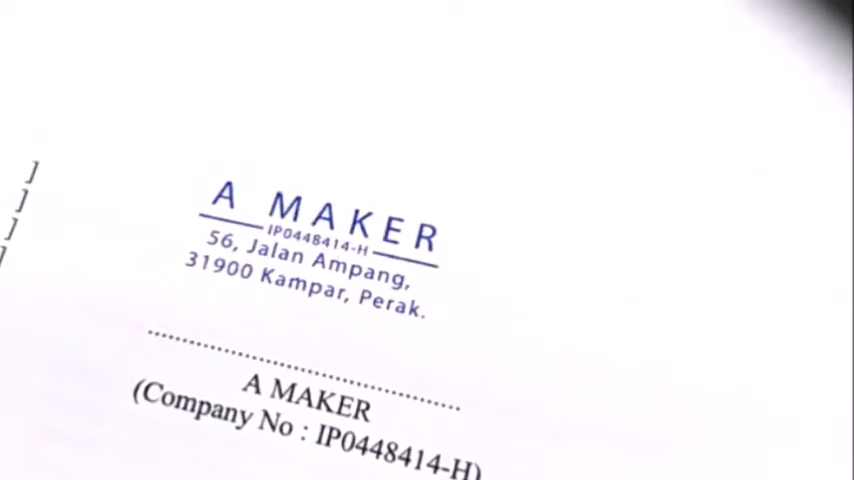 ]
]
]
]
A MAKER
IP0448414-H
56, Jalan Ampang,
31900 Kampar, Perak.
................................................................
A MAKER
(Company No : IP0448414-H)